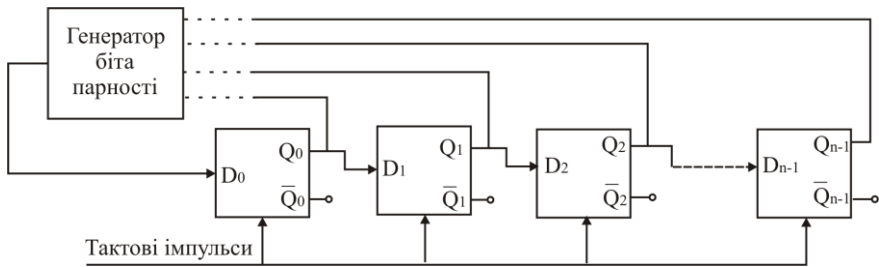 Генератор
біта
парності
D0 Q0 Q̅0
D1 Q1 Q̅1
D2 Q2 Q̅2
Dn-1 Qn-1 Q̅n-1
Тактові імпульси